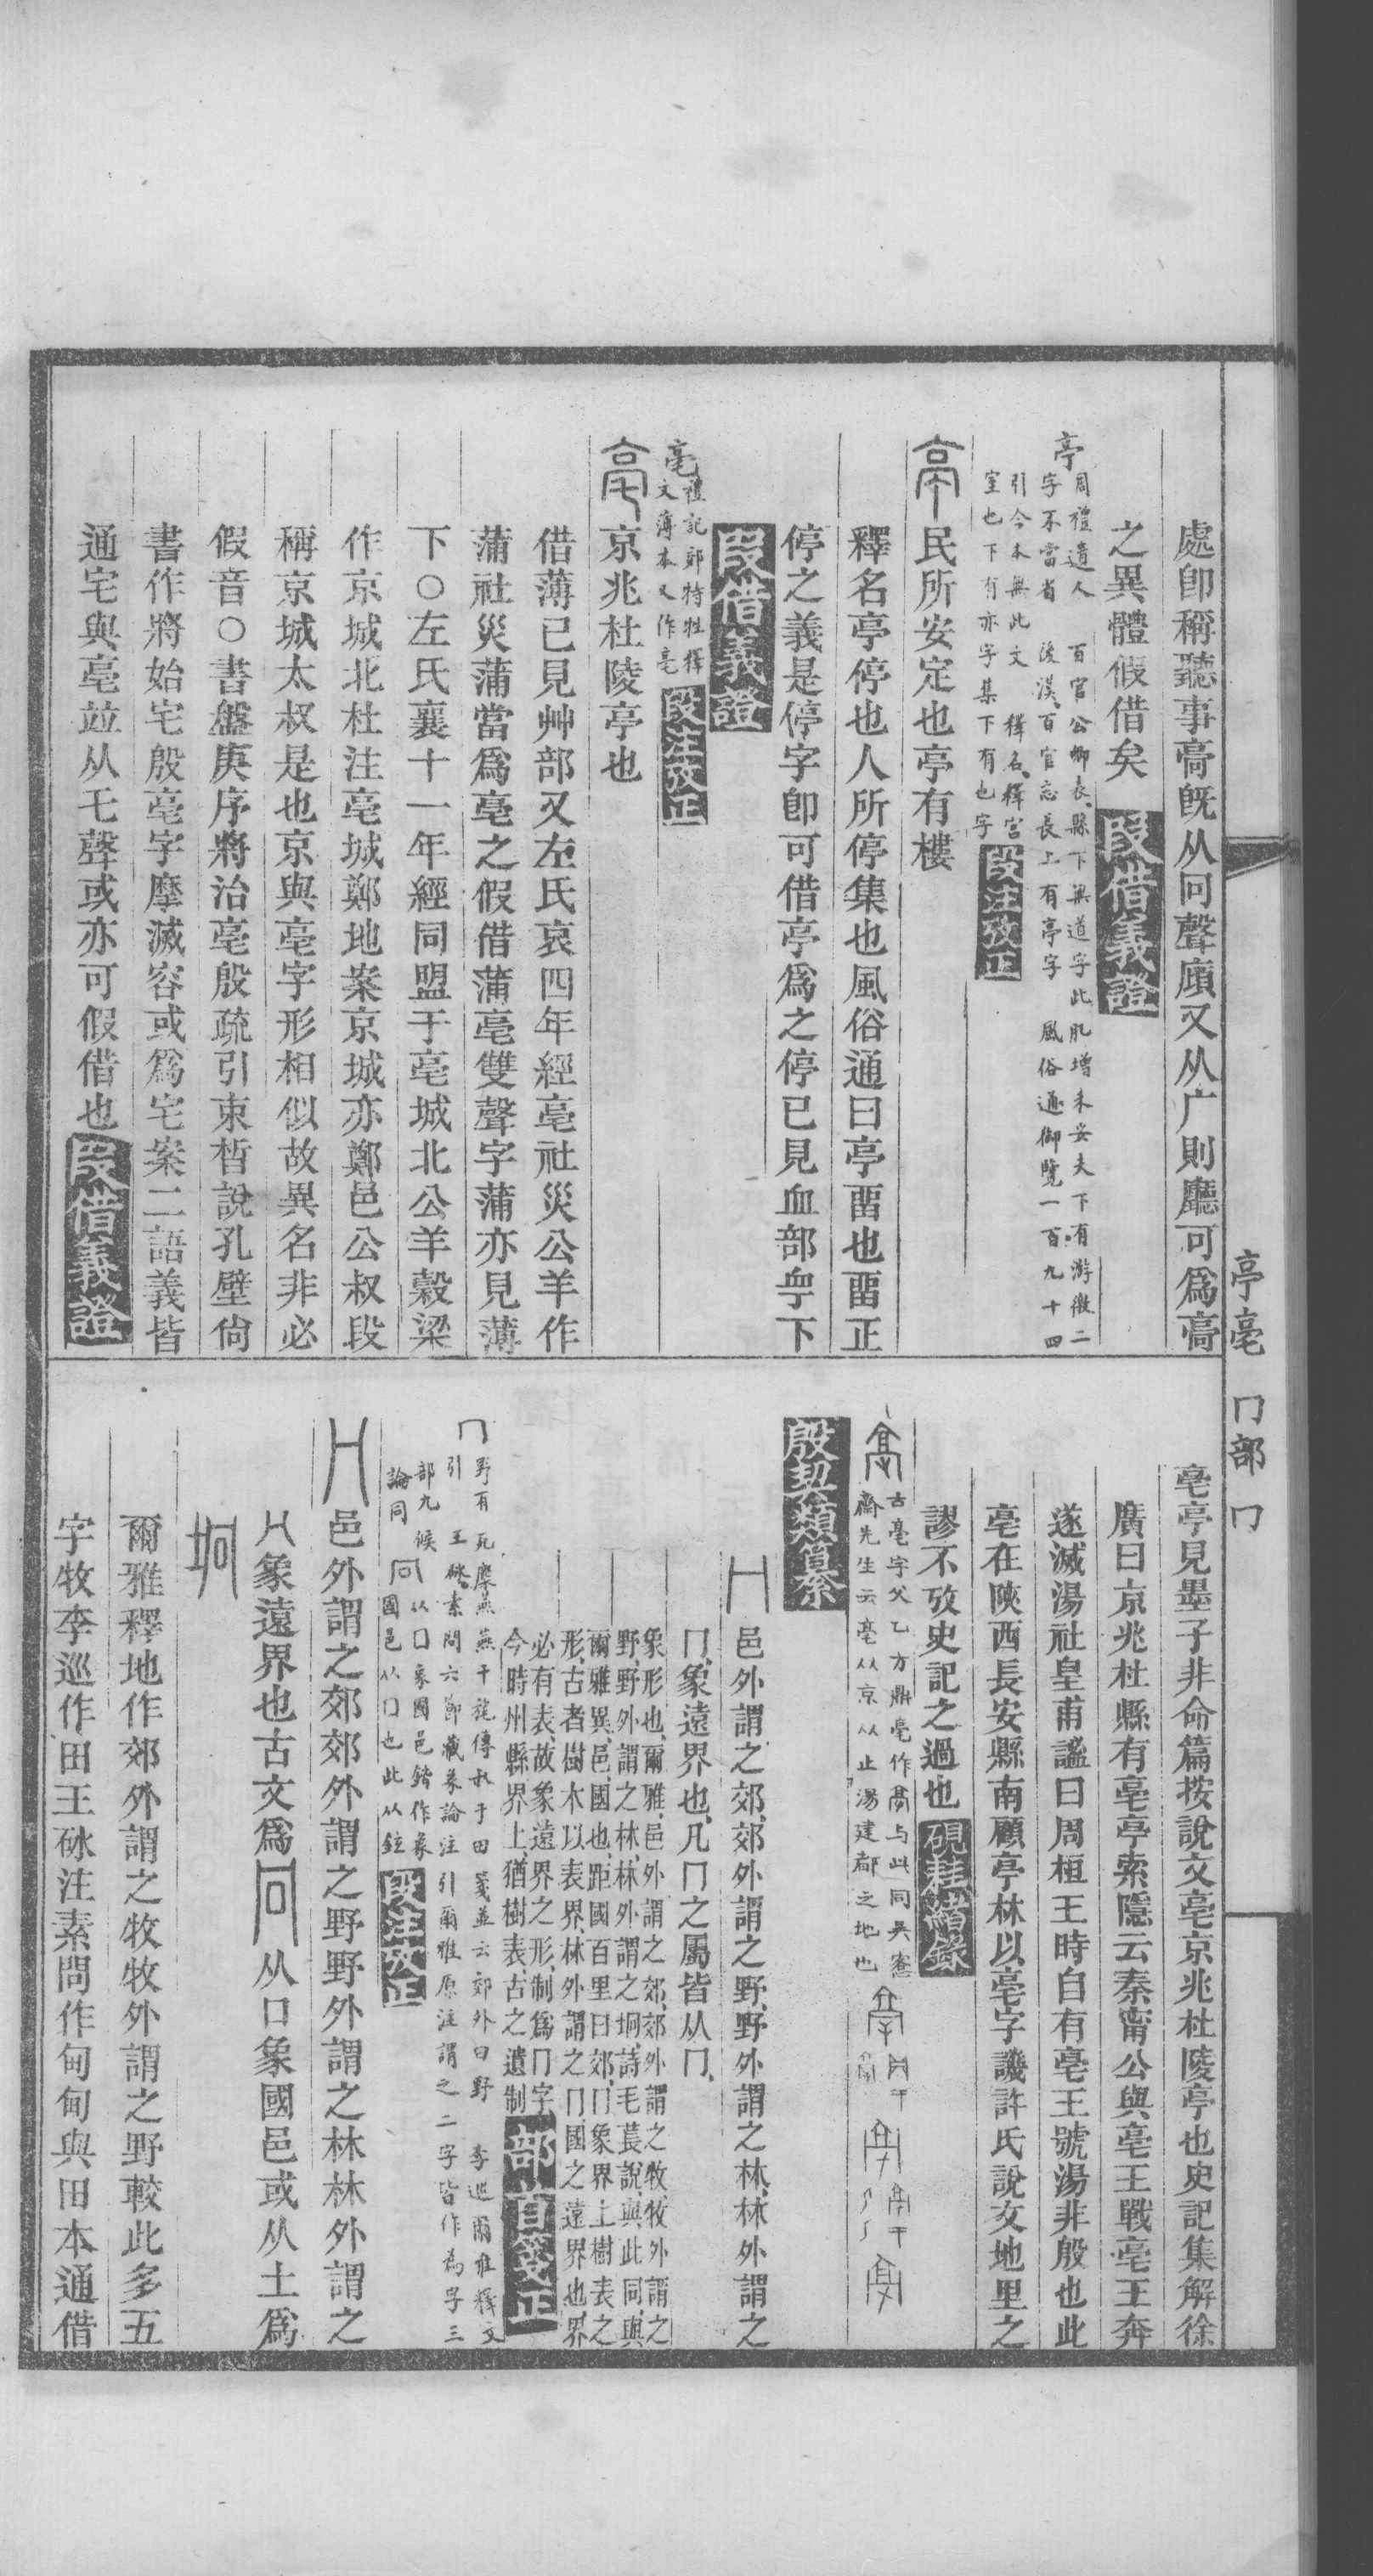 處卽稱聽事高旣从冋聲廎又从广則廳可爲高
之異體假借矣 段借義證
亭 周禮遺人 百官公卿表縣下無道字此肊增未妥夫下有游徼二
字不當省 後漢百官志長上有亭字 風俗通御覽一百九十四
引今本無此文 釋名釋宮
室也下有亦字集下有也字 段注攷正
民所安定也亭有樓
釋名亭停也人所停集也風俗通曰亭畱也畱正
停之義是停字卽可借亭爲之停已見血部甹下
段借義證
亳 禮記郊特牲釋
文薄本又作亳 段注攷正
京兆杜陵亭也
借薄已見艸部又左氏哀四年經亳社災公羊作
蒲社災蒲當爲亳之假借蒲亳雙聲字蒲亦見薄
下○左氏襄十一年經同盟于亳城北公羊穀梁
作京城北杜注亳城鄭地案京城亦鄭邑公叔段
稱京城太叔是也京與亳字形相似故異名非必
假音○書盤庚序將治亳殷疏引束晳說孔壁尙
書作將始宅殷亳字摩滅容或爲宅案二語義皆
通宅與亳竝从乇聲或亦可假借也 段借義證
亭亳 冂部 冂
亳亭見墨子非命篇按說文亳京兆杜陵亭也史記集解徐
廣曰京兆杜縣有亳亭索隱云秦甯公與亳王戰亳王奔
遂滅湯社皇甫謐曰周桓王時自有亳王號湯非殷也此
亳在陝西長安縣南顧亭林以亳字譏許氏說文地里之
謬不攷史記之過也 硯耕緒錄
古亳字父乙方鼎亳作 与此同吳窓
齋先生云亳从京从止湯建都之地也
殷契類纂
邑外謂之郊郊外謂之野野外謂之林林外謂之
冂象遠界也凡冂之屬皆从冂
象形也爾雅邑外謂之郊郊外謂之牧牧外謂之
野野外謂之林林外謂之坰詩毛萇說與此同與
爾雅異邑國也距國百里曰郊冂象界上樹表之
形古者樹木以表界林外謂之冂國之遠界也界
必有表故象遠界之形制爲冂字
今時州縣界上猶樹表古之遺制 部首箋正
冂 野有死麕燕燕干旄傳叔于田箋並云郊外曰野 李巡爾雅釋文
引 王砅素問六節藏象論注引爾雅原注謂之二字皆作為字三
部九候 冋 以囗象國邑鍇作象
論同 國邑从囗也此从鉉 段注攷正
邑外謂之郊郊外謂之野野外謂之林林外謂之
冂象遠界也古文爲冋从口象國邑或从土爲
坰
爾雅釋地作郊外謂之牧牧外謂之野較此多五
字牧李巡作田王砅注素問作甸甸與田本通借